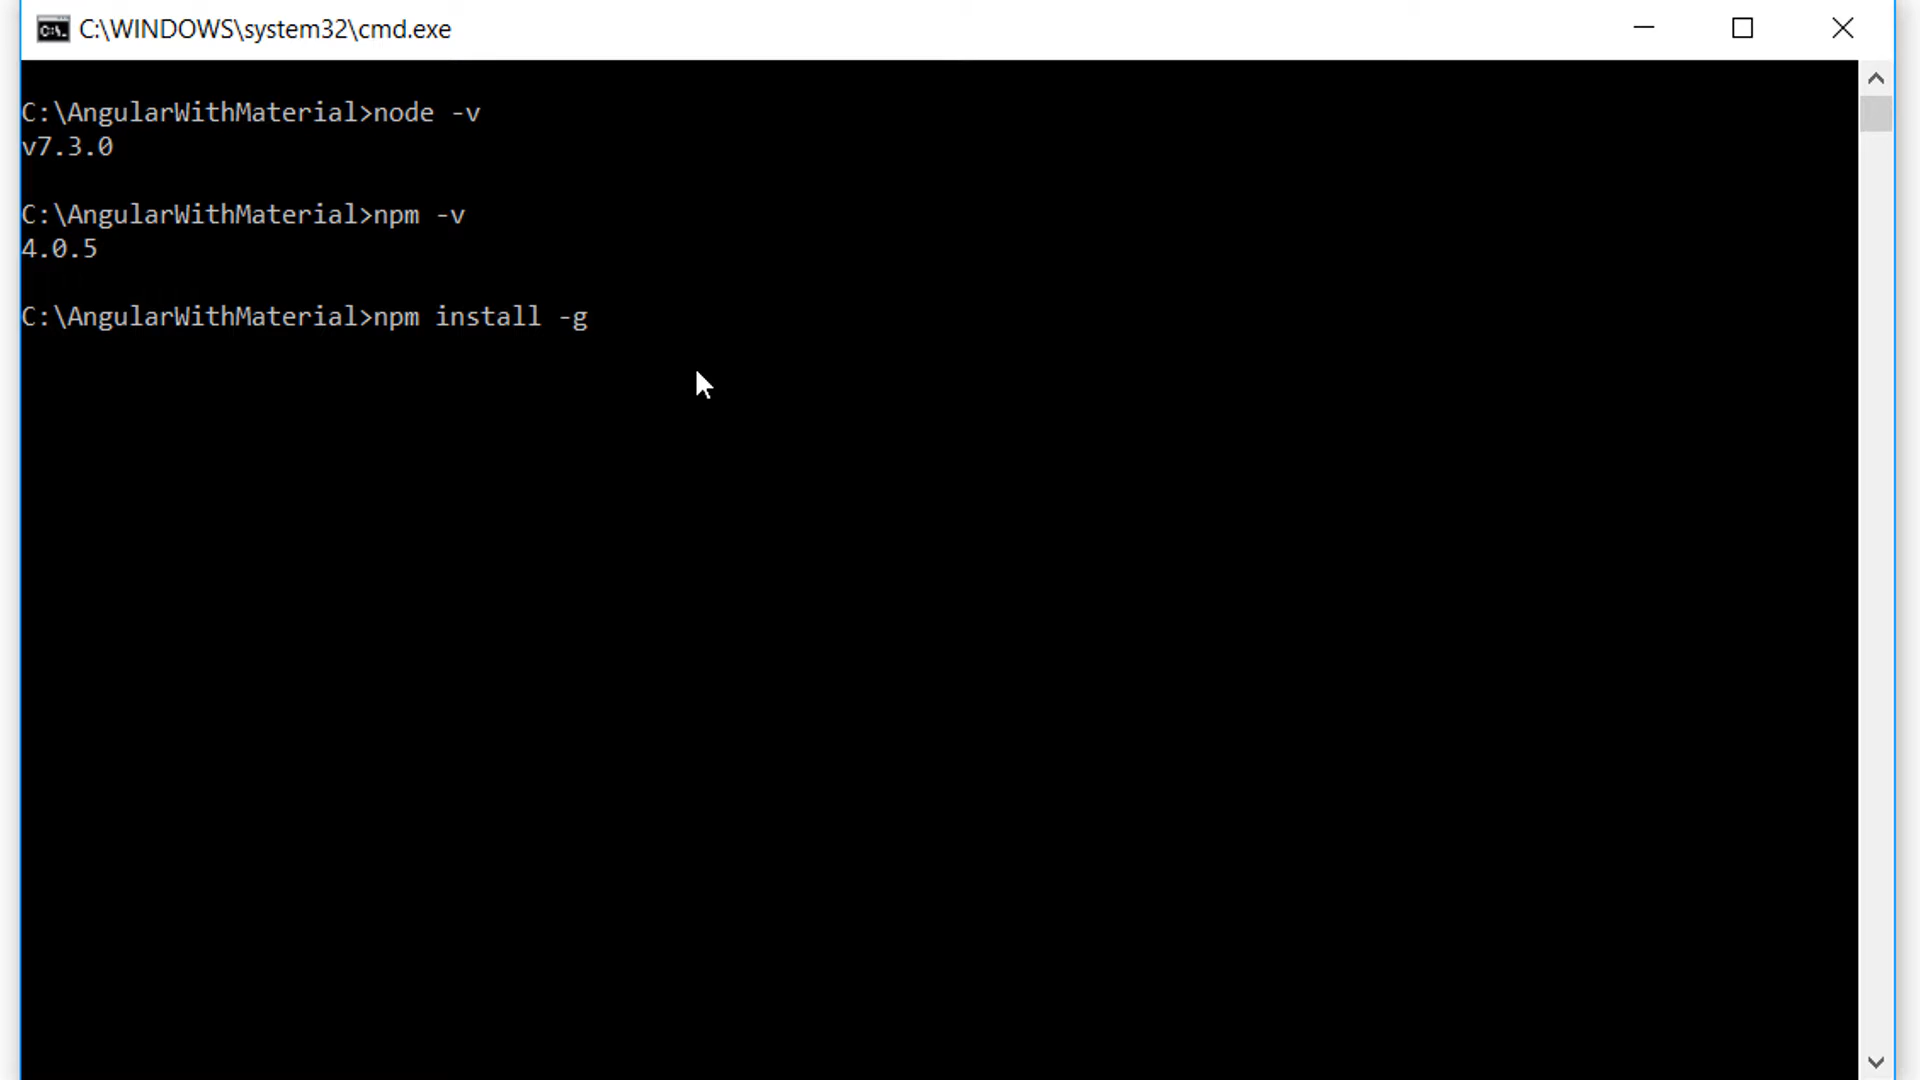 C:\WINDOWS\system32\cmd.exe
C:\AngularWithMaterial>node -v
v7.3.0
C:\AngularWithMaterial>npm -v
4.0.5
C:\AngularWithMaterial>npm install -g